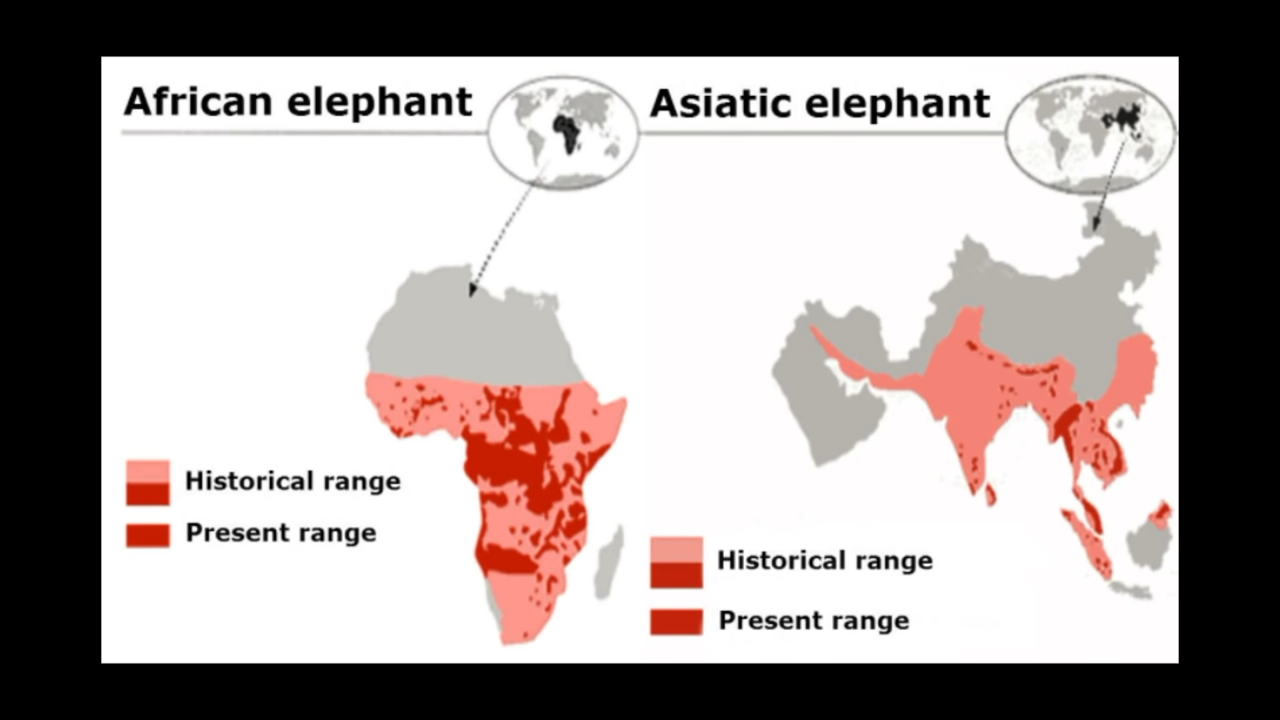 African elephant
Historical range
Present range
Asiatic elephant
Historical range
Present range